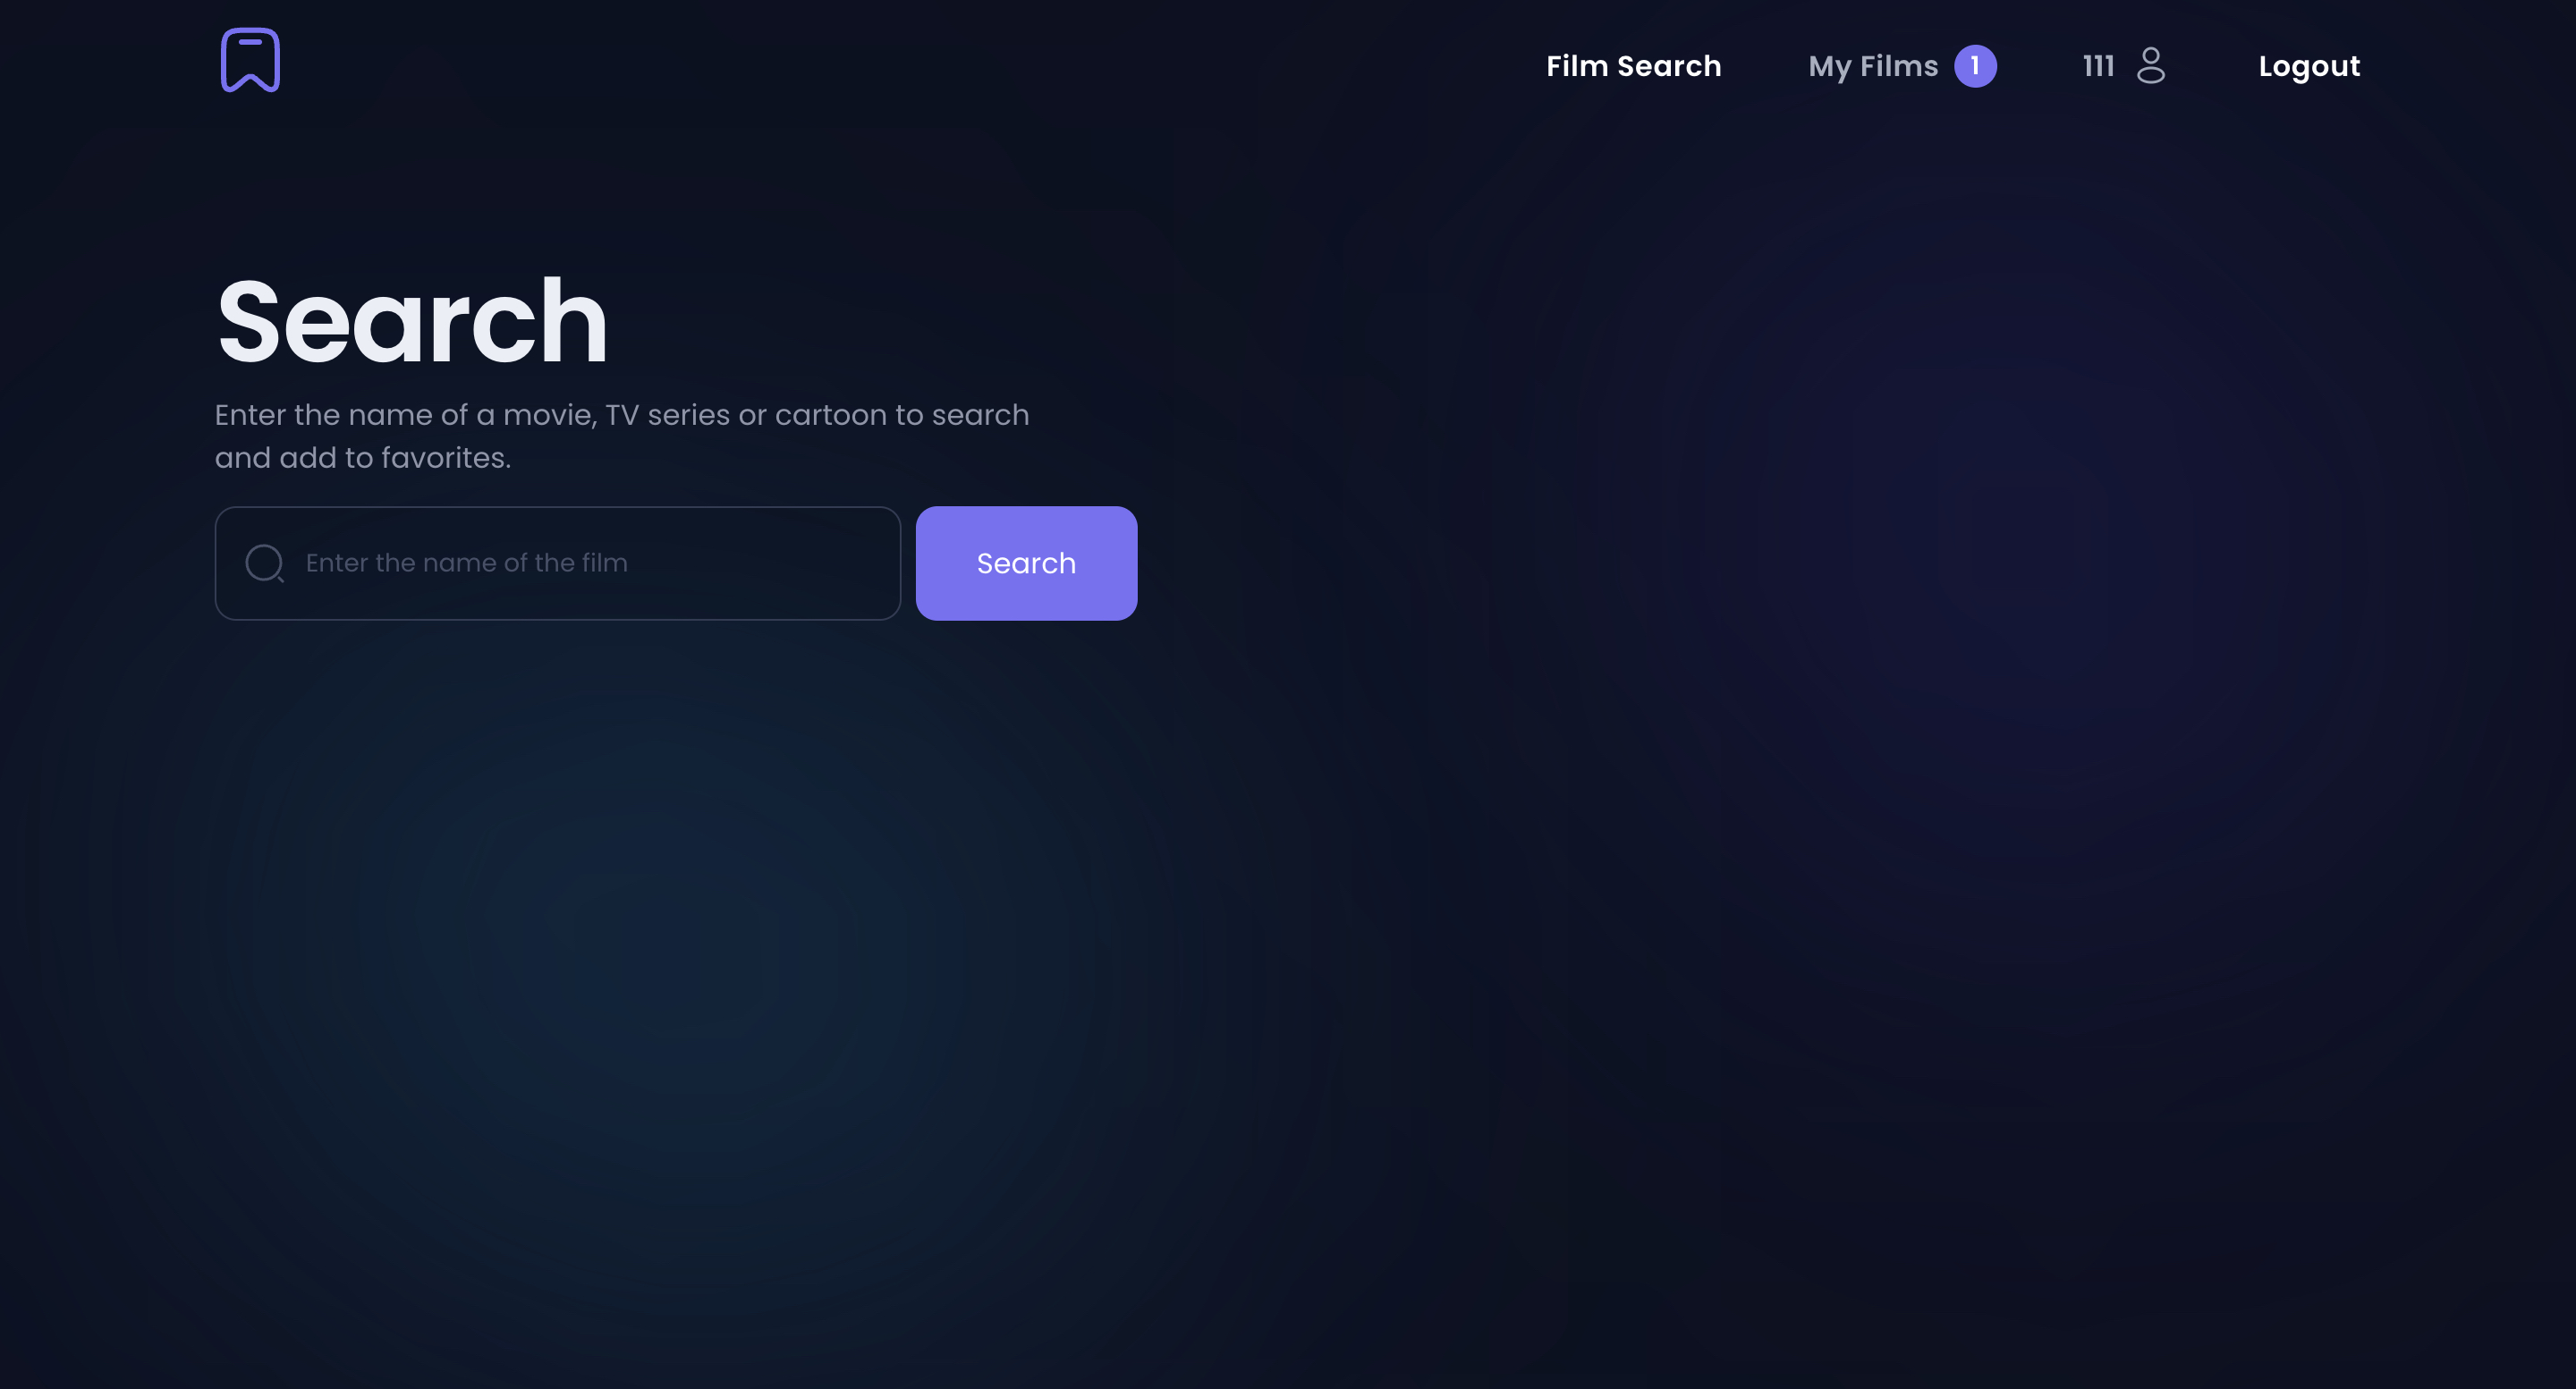 Film Search
My Films 1
111
Logout
Search
Enter the name of a movie, TV series or cartoon to search
and add to favorites.
Enter the name of the film
Search